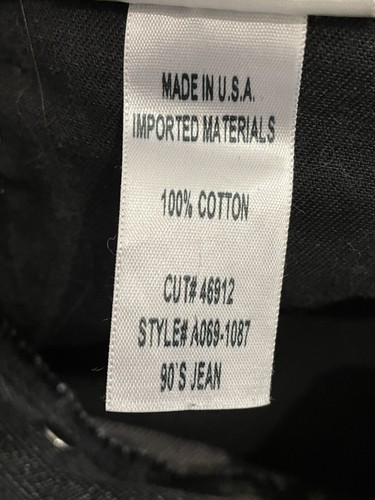 MADE IN U.S.A.
IMPORTED MATERIALS
100% COTTON
CUT# 46912
STYLE# A069-1087
90'S JEAN